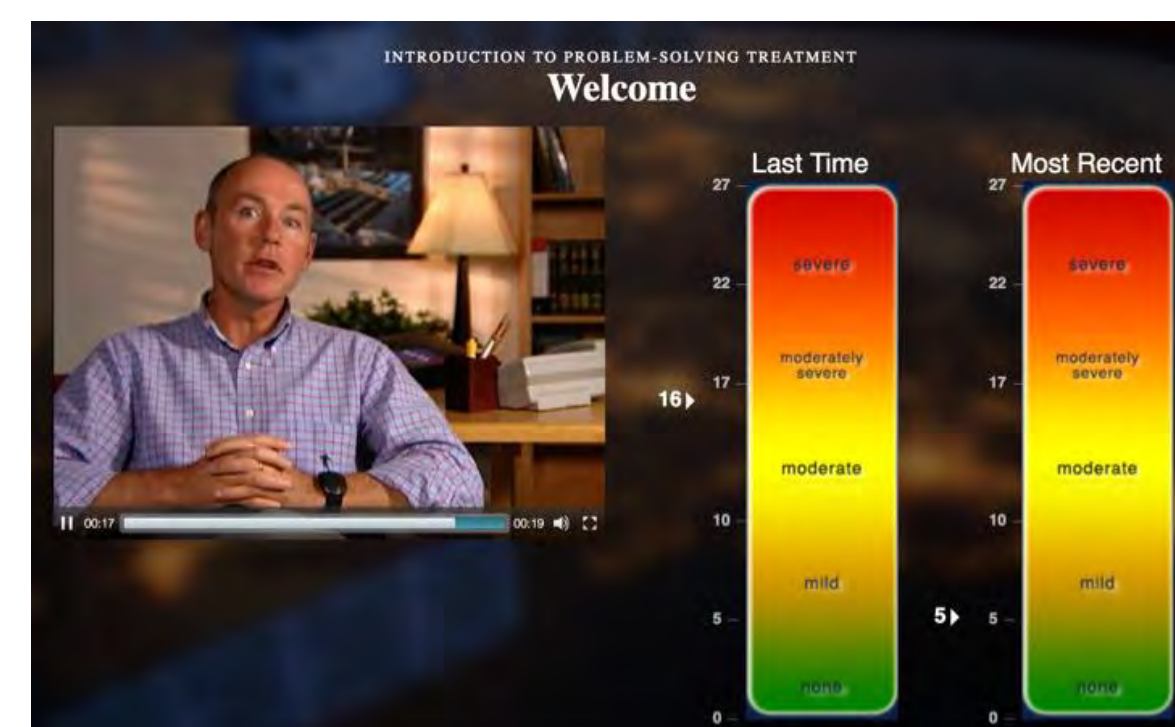 INTRODUCTION TO PROBLEM-SOLVING TREATMENT
Welcome
00:17
00:19
Last Time
27
severe
22
moderately
severe
17
16
moderate
10
mild
5
none
0
Most Recent
27
severe
22
moderately
severe
17
moderate
10
mild
5
5
none
0